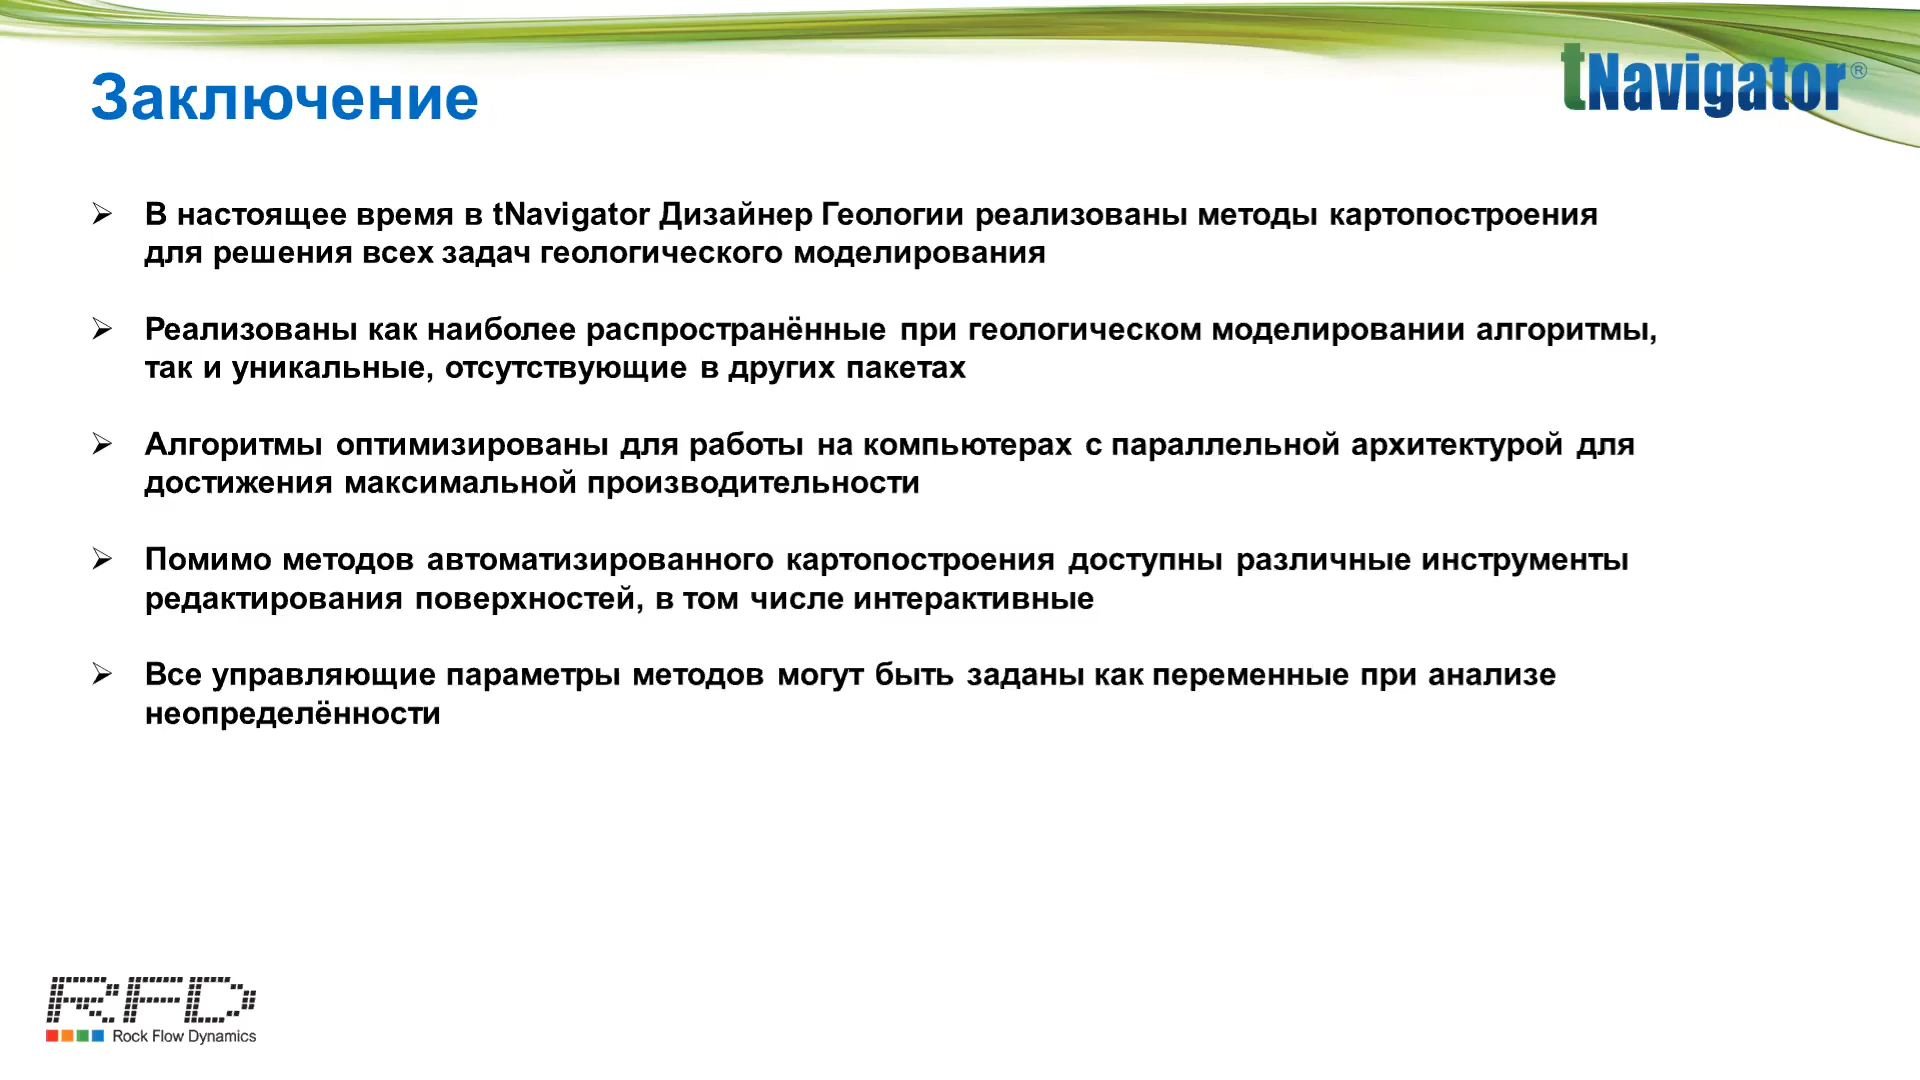 Заключение
tNavigator®
➢ В настоящее время в tNavigator Дизайнер Геологии реализованы методы картопостроения
для решения всех задач геологического моделирования
➢ Реализованы как наиболее распространённые при геологическом моделировании алгоритмы,
так и уникальные, отсутствующие в других пакетах
➢ Алгоритмы оптимизированы для работы на компьютерах с параллельной архитектурой для
достижения максимальной производительности
➢ Помимо методов автоматизированного картопостроения доступны различные инструменты
редактирования поверхностей, в том числе интерактивные
➢ Все управляющие параметры методов могут быть заданы как переменные при анализе
неопределённости
RFD
Rock Flow Dynamics